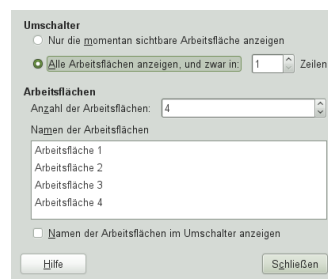 Umschalter
Nur die momentan sichtbare Arbeitsfläche anzeigen
Alle Arbeitsflächen anzeigen, und zwar in: 1 Zeilen
Arbeitsflächen
Anzahl der Arbeitsflächen: 4
Namen der Arbeitsflächen
Arbeitsfläche 1
Arbeitsfläche 2
Arbeitsfläche 3
Arbeitsfläche 4
Namen der Arbeitsflächen im Umschalter anzeigen
Hilfe Schließen